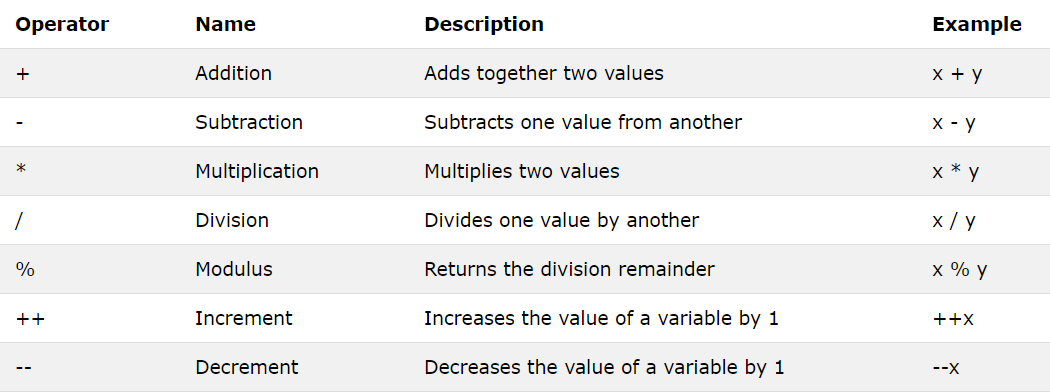 Operator Name Description Example
+ Addition Adds together two values x + y
- Subtraction Subtracts one value from another x - y
* Multiplication Multiplies two values x * y
/ Division Divides one value by another x / y
% Modulus Returns the division remainder x % y
++ Increment Increases the value of a variable by 1 ++x
-- Decrement Decreases the value of a variable by 1 --x